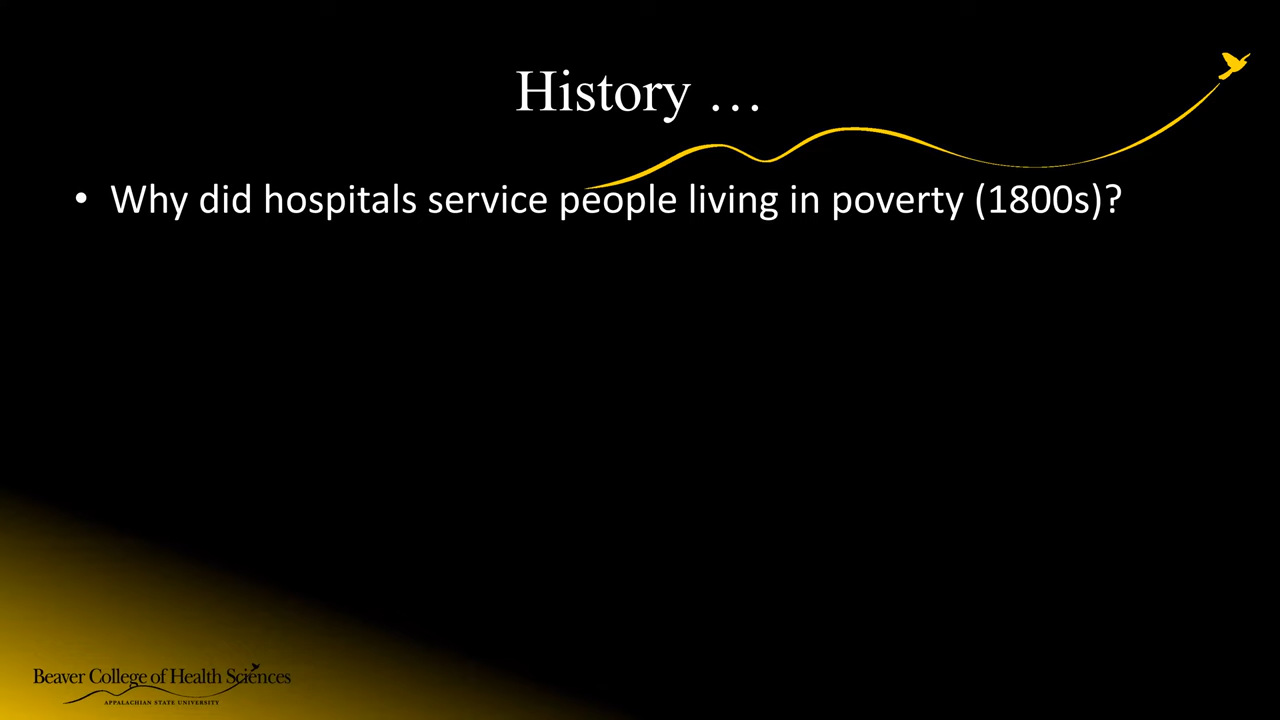 History …
• Why did hospitals service people living in poverty (1800s)?
Beaver College of Health Sciences
APPALACHIAN STATE UNIVERSITY